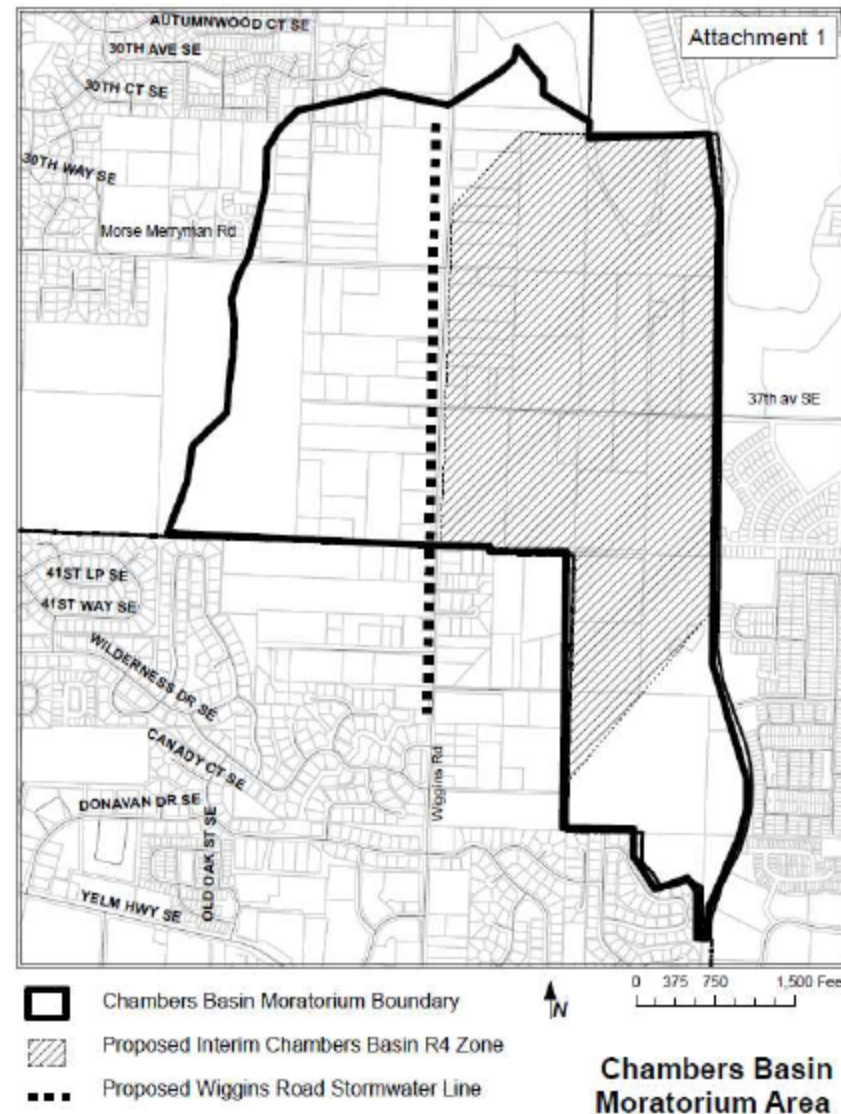 Attachment 1
AUTUMNWOOD CT SE
30TH AVE SE
30TH CT SE
30TH WAY SE
Morse Merryman Rd
37th av SE
41ST LP SE
41ST WAY SE
WILDERNESS DR SE
CANADY CT SE
DONAVAN DR SE
OLD OAK ST SE
Wiggins Rd
YELM HWY SE
Chambers Basin Moratorium Boundary
Proposed Interim Chambers Basin R4 Zone
Proposed Wiggins Road Stormwater Line
N
0 375 750 1,500 Fee
Chambers Basin
Moratorium Area